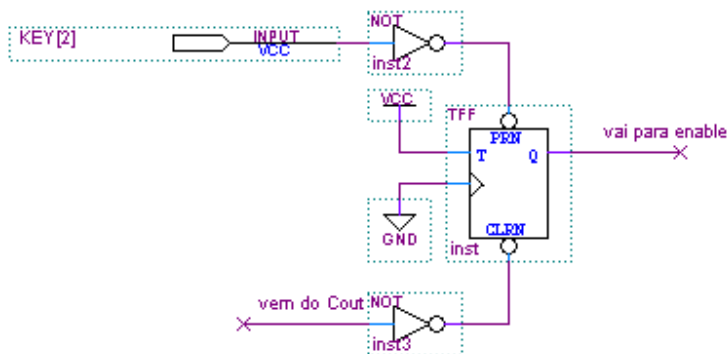 KEY[2]
INPUT
VCC
NOT
inst2
VCC
TFF
PRN
T
Q
vai para enable
GND
CLRN
inst
vem do Cout
NOT
inst3